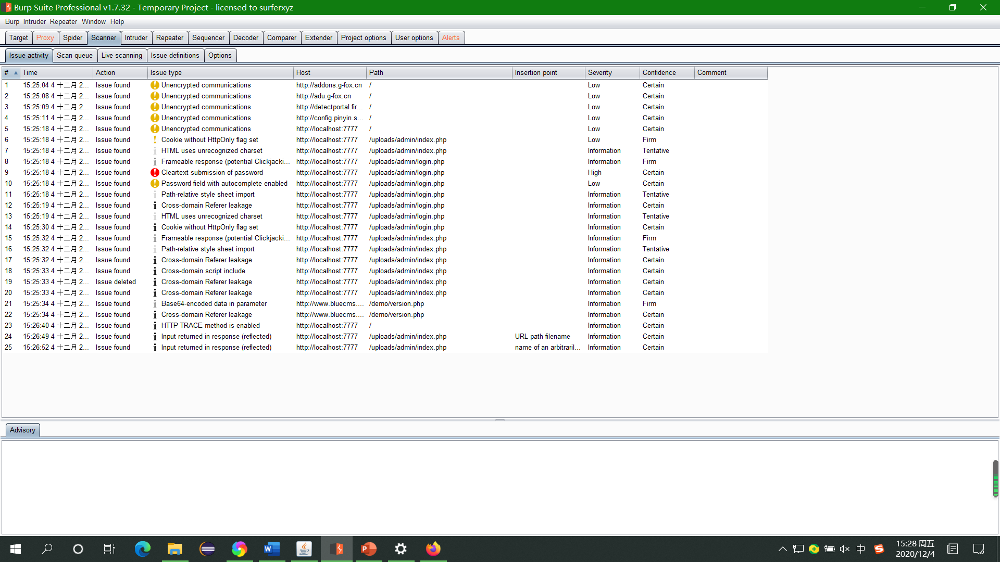 Burp Suite Professional v1.7.32 - Temporary Project - licensed to surferxyz
Burp Intruder Repeater Window Help
Target Proxy Spider Scanner Intruder Repeater Sequencer Decoder Comparer Extender Project options User options Alerts
Issue activity Scan queue Live scanning Issue definitions Options
# Time Action Issue type Host Path Insertion point Severity Confidence Comment
1 15:25:04 4 十二月 2... Issue found Unencrypted communications http://addons.g-fox.cn / Low Certain
2 15:25:08 4 十二月 2... Issue found Unencrypted communications http://adu.g-fox.cn / Low Certain
3 15:25:09 4 十二月 2... Issue found Unencrypted communications http://detectportal.fir... / Low Certain
4 15:25:11 4 十二月 2... Issue found Unencrypted communications http://config.pinyin.s... / Low Certain
5 15:25:18 4 十二月 2... Issue found Unencrypted communications http://localhost:7777 / Low Certain
6 15:25:18 4 十二月 2... Issue found Cookie without HttpOnly flag set http://localhost:7777 /uploads/admin/index.php Low Firm
7 15:25:18 4 十二月 2... Issue found HTML uses unrecognized charset http://localhost:7777 /uploads/admin/index.php Information Tentative
8 15:25:18 4 十二月 2... Issue found Frameable response (potential Clickjacki... http://localhost:7777 /uploads/admin/login.php Information Firm
9 15:25:18 4 十二月 2... Issue found Cleartext submission of password http://localhost:7777 /uploads/admin/login.php High Certain
10 15:25:18 4 十二月 2... Issue found Password field with autocomplete enabled http://localhost:7777 /uploads/admin/login.php Low Certain
11 15:25:18 4 十二月 2... Issue found Path-relative style sheet import http://localhost:7777 /uploads/admin/login.php Information Tentative
12 15:25:19 4 十二月 2... Issue found Cross-domain Referer leakage http://localhost:7777 /uploads/admin/login.php Information Certain
13 15:25:19 4 十二月 2... Issue found HTML uses unrecognized charset http://localhost:7777 /uploads/admin/login.php Information Tentative
14 15:25:30 4 十二月 2... Issue found Cookie without HttpOnly flag set http://localhost:7777 /uploads/admin/login.php Information Certain
15 15:25:32 4 十二月 2... Issue found Frameable response (potential Clickjacki... http://localhost:7777 /uploads/admin/index.php Information Firm
16 15:25:32 4 十二月 2... Issue found Path-relative style sheet import http://localhost:7777 /uploads/admin/index.php Information Tentative
17 15:25:32 4 十二月 2... Issue found Cross-domain Referer leakage http://localhost:7777 /uploads/admin/index.php Information Certain
18 15:25:33 4 十二月 2... Issue found Cross-domain script include http://localhost:7777 /uploads/admin/index.php Information Certain
19 15:25:33 4 十二月 2... Issue deleted Cross-domain Referer leakage http://localhost:7777 /uploads/admin/index.php Information Certain
20 15:25:33 4 十二月 2... Issue found Cross-domain Referer leakage http://localhost:7777 /uploads/admin/index.php Information Certain
21 15:25:34 4 十二月 2... Issue found Base64-encoded data in parameter http://www.bluecms.... /demo/version.php Information Firm
22 15:25:34 4 十二月 2... Issue found Cross-domain Referer leakage http://www.bluecms.... /demo/version.php Information Certain
23 15:26:40 4 十二月 2... Issue found HTTP TRACE method is enabled http://localhost:7777 / Information Certain
24 15:26:49 4 十二月 2... Issue found Input returned in response (reflected) http://localhost:7777 /uploads/admin/index.php URL path filename Information Certain
25 15:26:52 4 十二月 2... Issue found Input returned in response (reflected) http://localhost:7777 /uploads/admin/index.php name of an arbitraril... Information Certain
Advisory
中
15:28 周五
2020/12/4